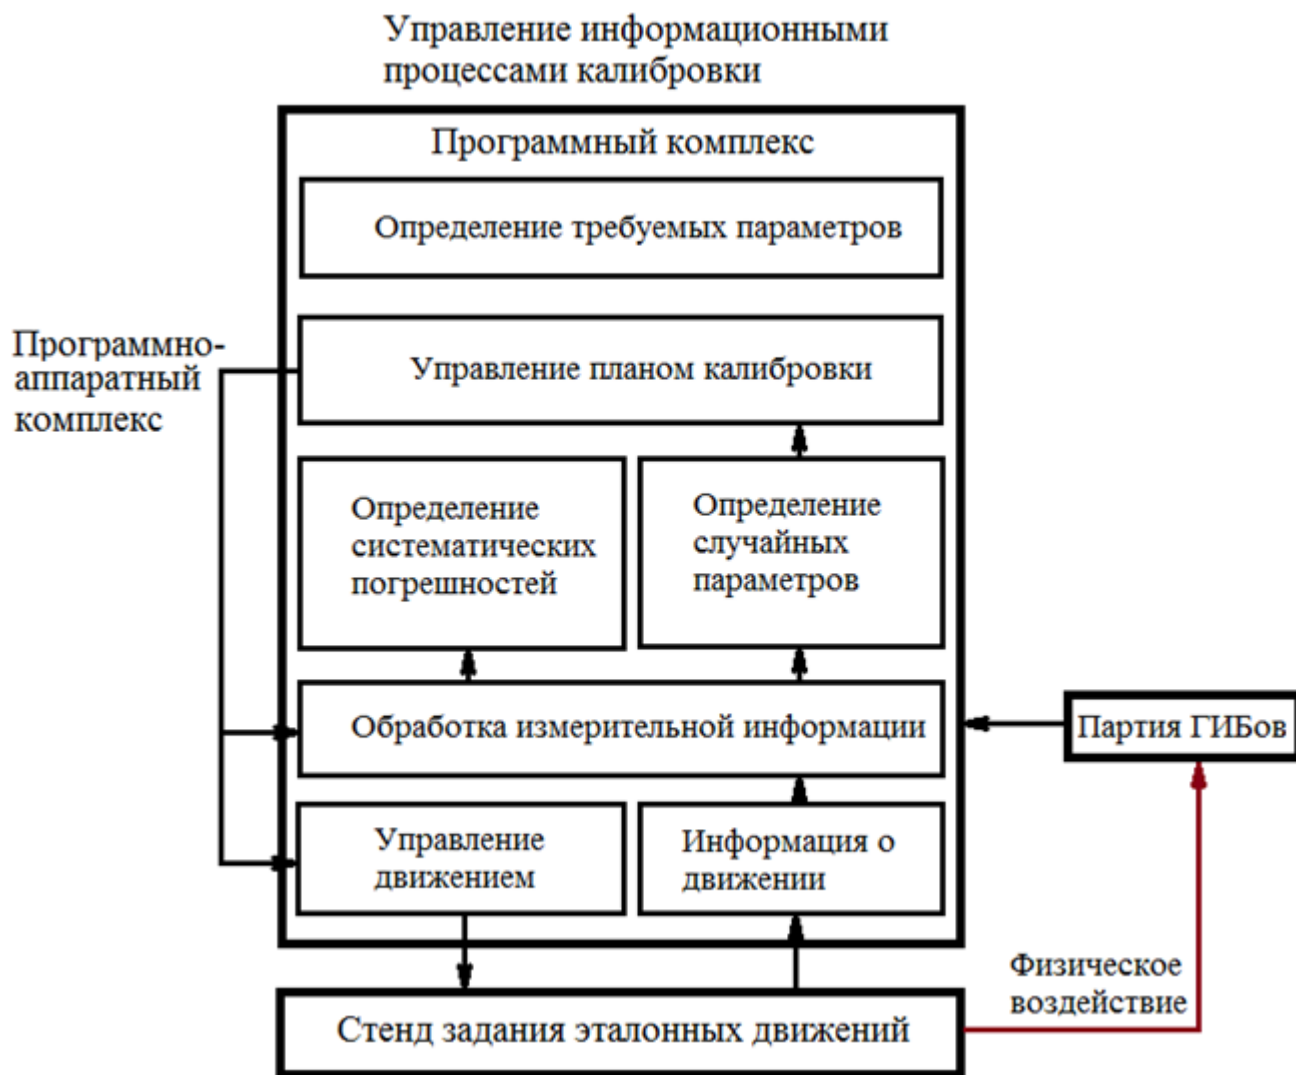 Управление информационными
процессами калибровки
Программный комплекс
Определение требуемых параметров
Программно-
аппаратный
комплекс
Управление планом калибровки
Определение
систематических
погрешностей
Определение
случайных
параметров
Обработка измерительной информации
Партия ГИБов
Управление
движением
Информация о
движении
Физическое
воздействие
Стенд задания эталонных движений